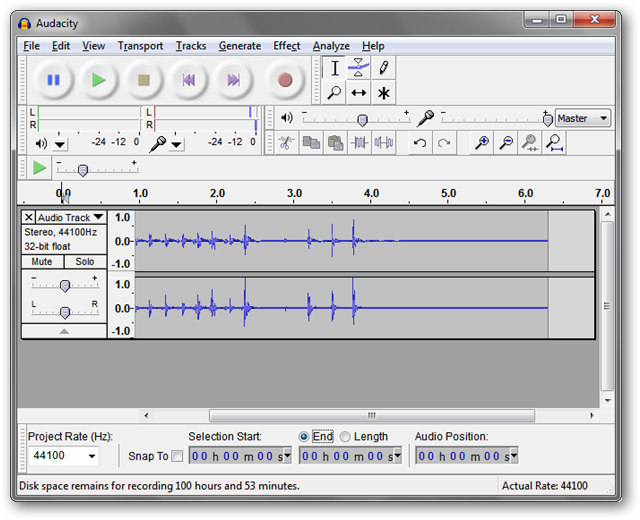 Audacity
File Edit View Transport Tracks Generate Effect Analyze Help
L
R
L
R
-24 -12 0
-24 -12 0
Master
0.0 1.0 2.0 3.0 4.0 5.0 6.0 7.0
Audio Track
Stereo, 44100Hz
32-bit float
Mute Solo
- +
L R
1.0
0.0
-1.0
1.0
0.0
-1.0
Project Rate (Hz):
44100
Snap To
Selection Start:
End Length
Audio Position:
00 h 00 m 00 s
00 h 00 m 00 s
00 h 00 m 00 s
Disk space remains for recording 100 hours and 53 minutes.
Actual Rate: 44100